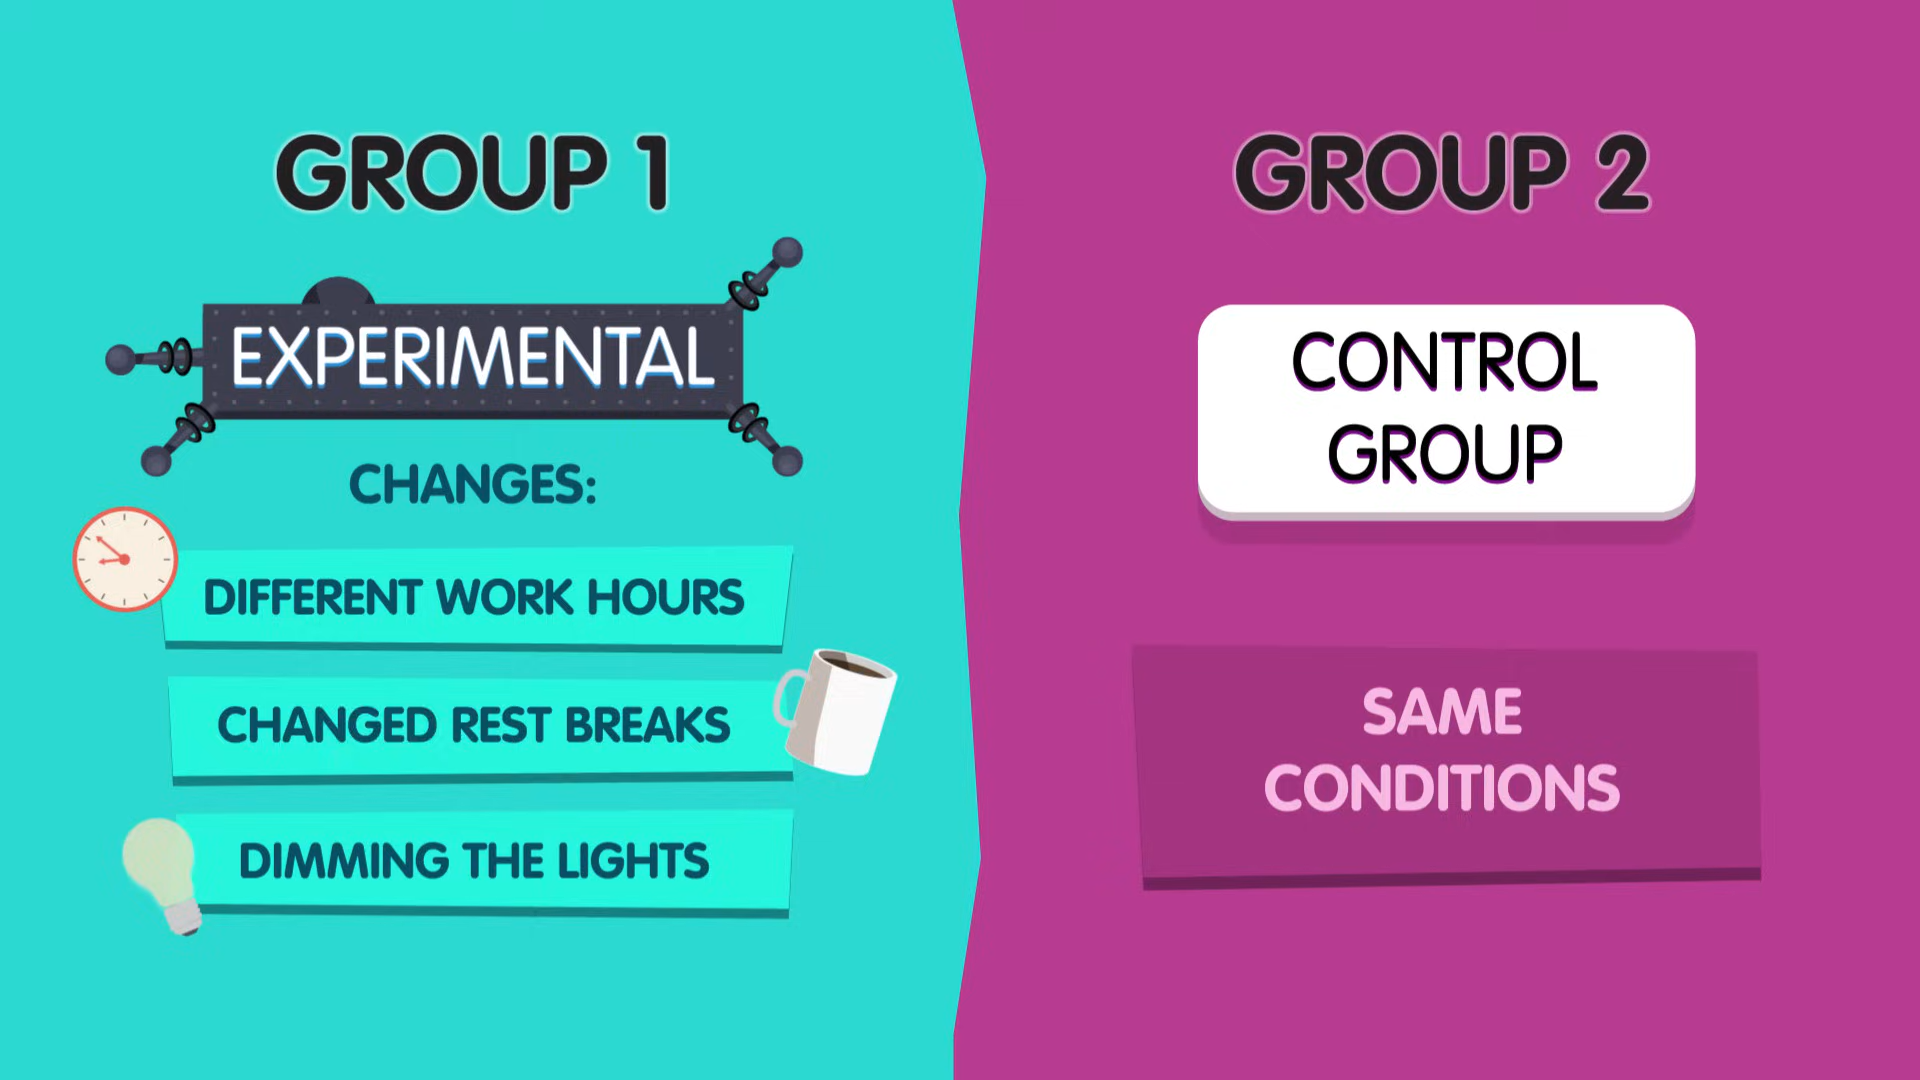 GROUP 1
EXPERIMENTAL
CHANGES:
DIFFERENT WORK HOURS
CHANGED REST BREAKS
DIMMING THE LIGHTS
GROUP 2
CONTROL
GROUP
SAME
CONDITIONS